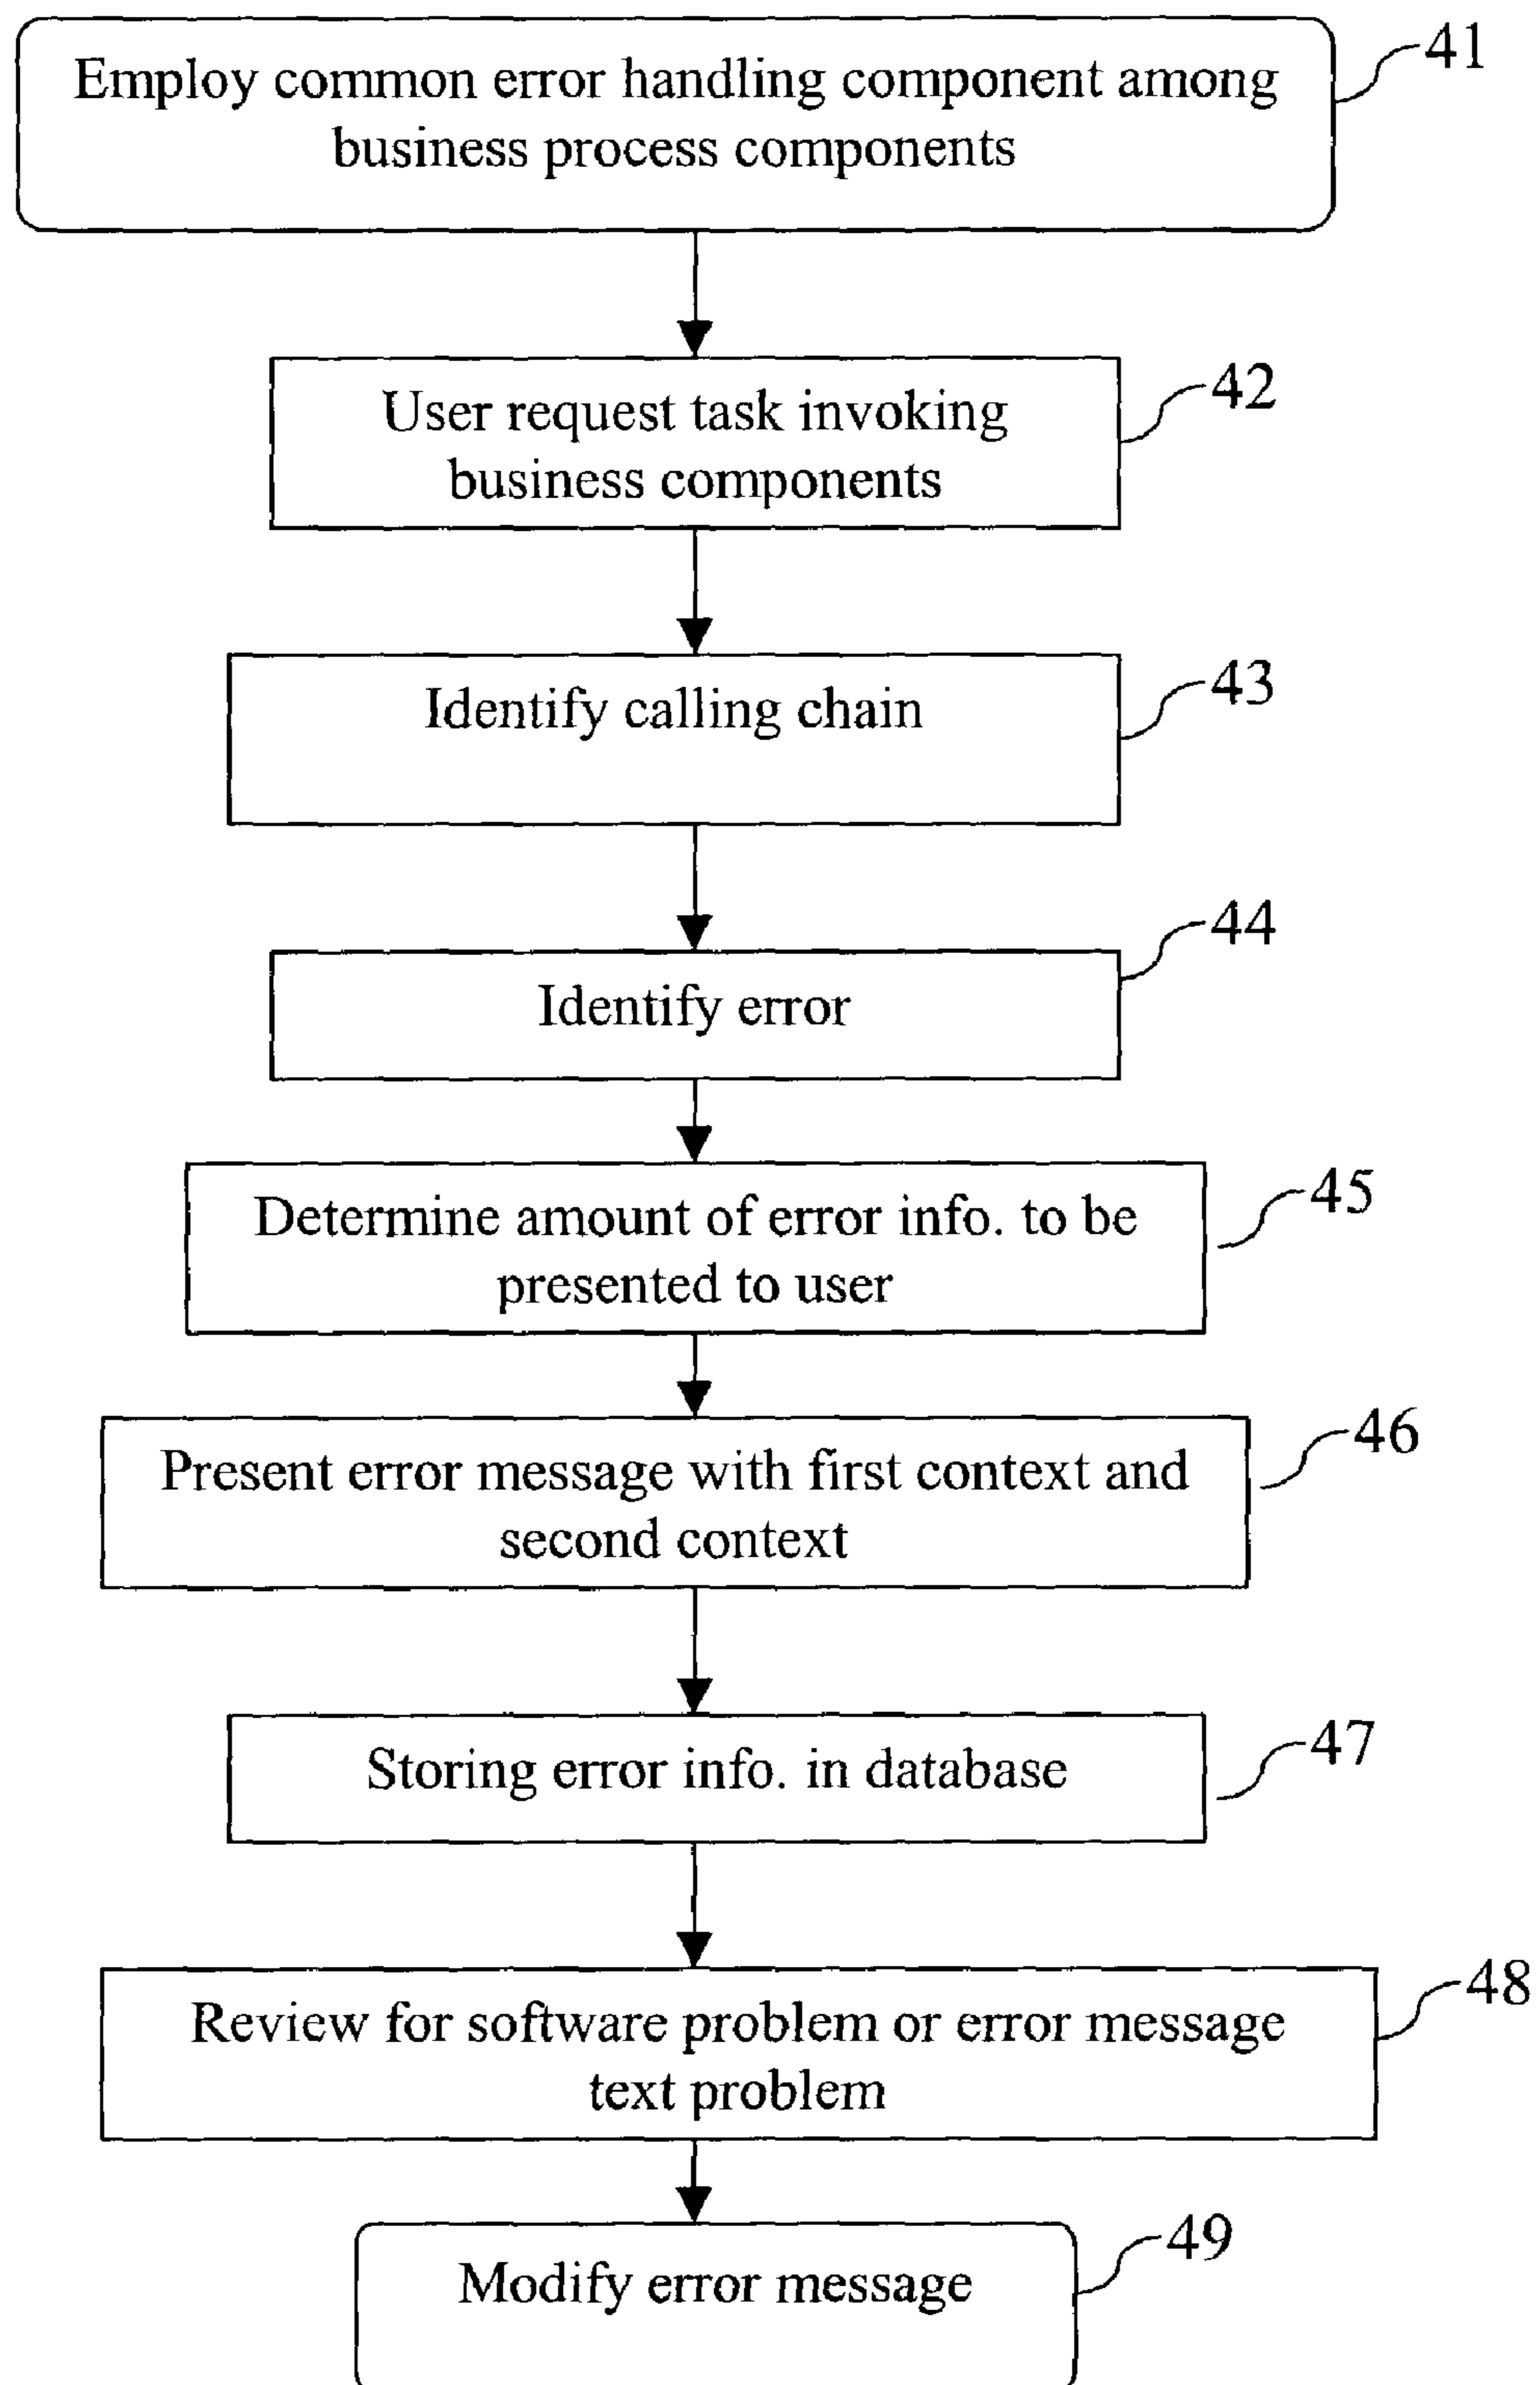 Employ common error handling component among
business process components
41
User request task invoking
business components
42
Identify calling chain
43
Identify error
44
Determine amount of error info. to be
presented to user
45
Present error message with first context and
second context
46
Storing error info. in database
47
Review for software problem or error message
text problem
48
Modify error message
49